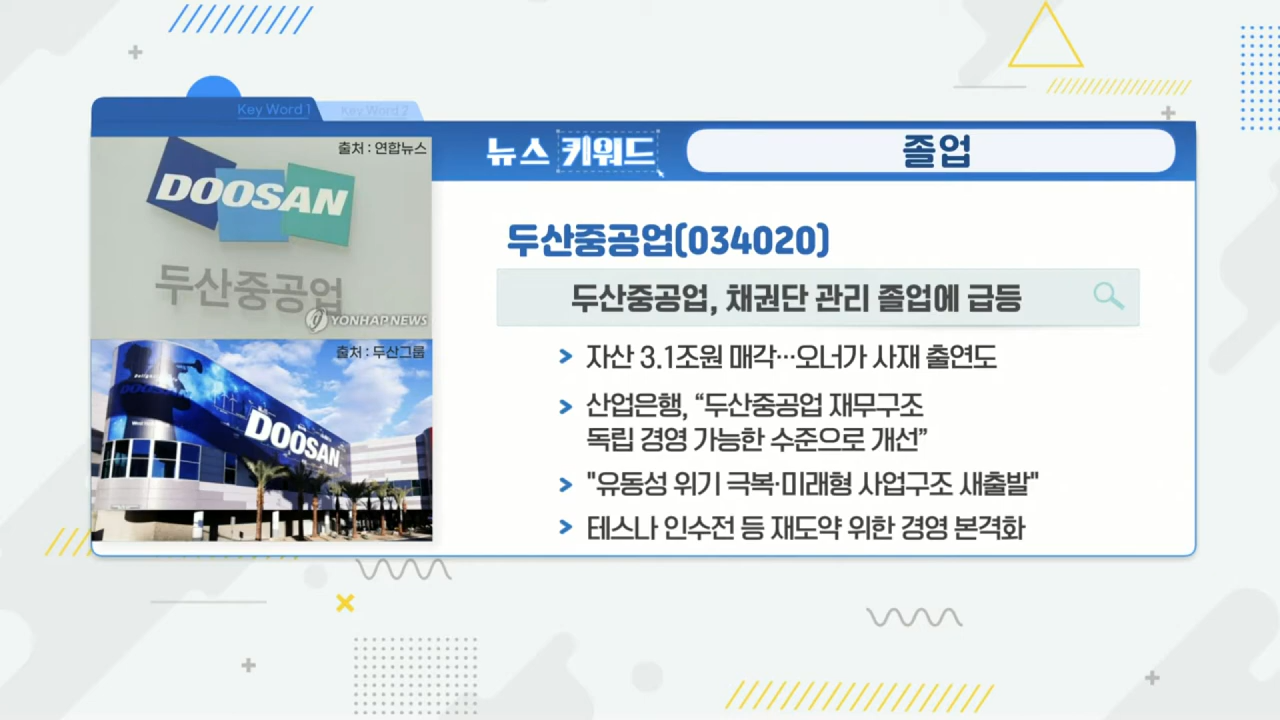 Key Word 1
Key Word 2
뉴스 키워드
졸업
출처 : 연합뉴스
DOOSAN
두산중공업
YONHAP NEWS
출처 : 두산그룹
DOOSAN
DOOSAN
두산중공업(034020)
두산중공업, 채권단 관리 졸업에 급등
자산 3.1조원 매각…오너가 사재 출연도
산업은행, “두산중공업 재무구조
독립 경영 가능한 수준으로 개선”
"유동성 위기 극복·미래형 사업구조 새출발"
테스나 인수전 등 재도약 위한 경영 본격화